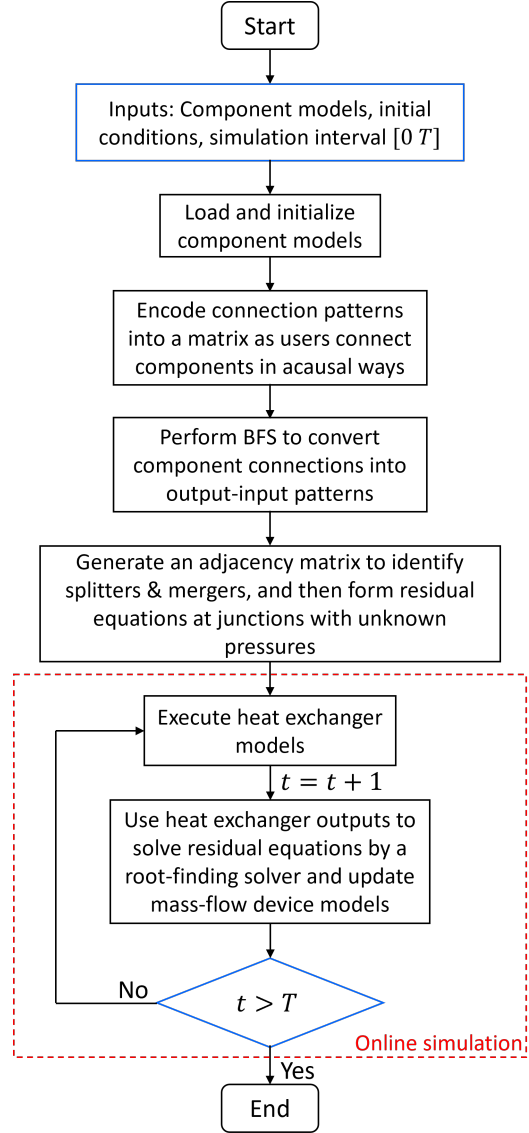 Start
Inputs: Component models, initial
conditions, simulation interval [0 T]
Load and initialize
component models
Encode connection patterns
into a matrix as users connect
components in acausal ways
Perform BFS to convert
component connections into
output-input patterns
Generate an adjacency matrix to identify
splitters & mergers, and then form residual
equations at junctions with unknown
pressures
Execute heat exchanger
models
t = t + 1
Use heat exchanger outputs to
solve residual equations by a
root-finding solver and update
mass-flow device models
No
t > T
Online simulation
Yes
End